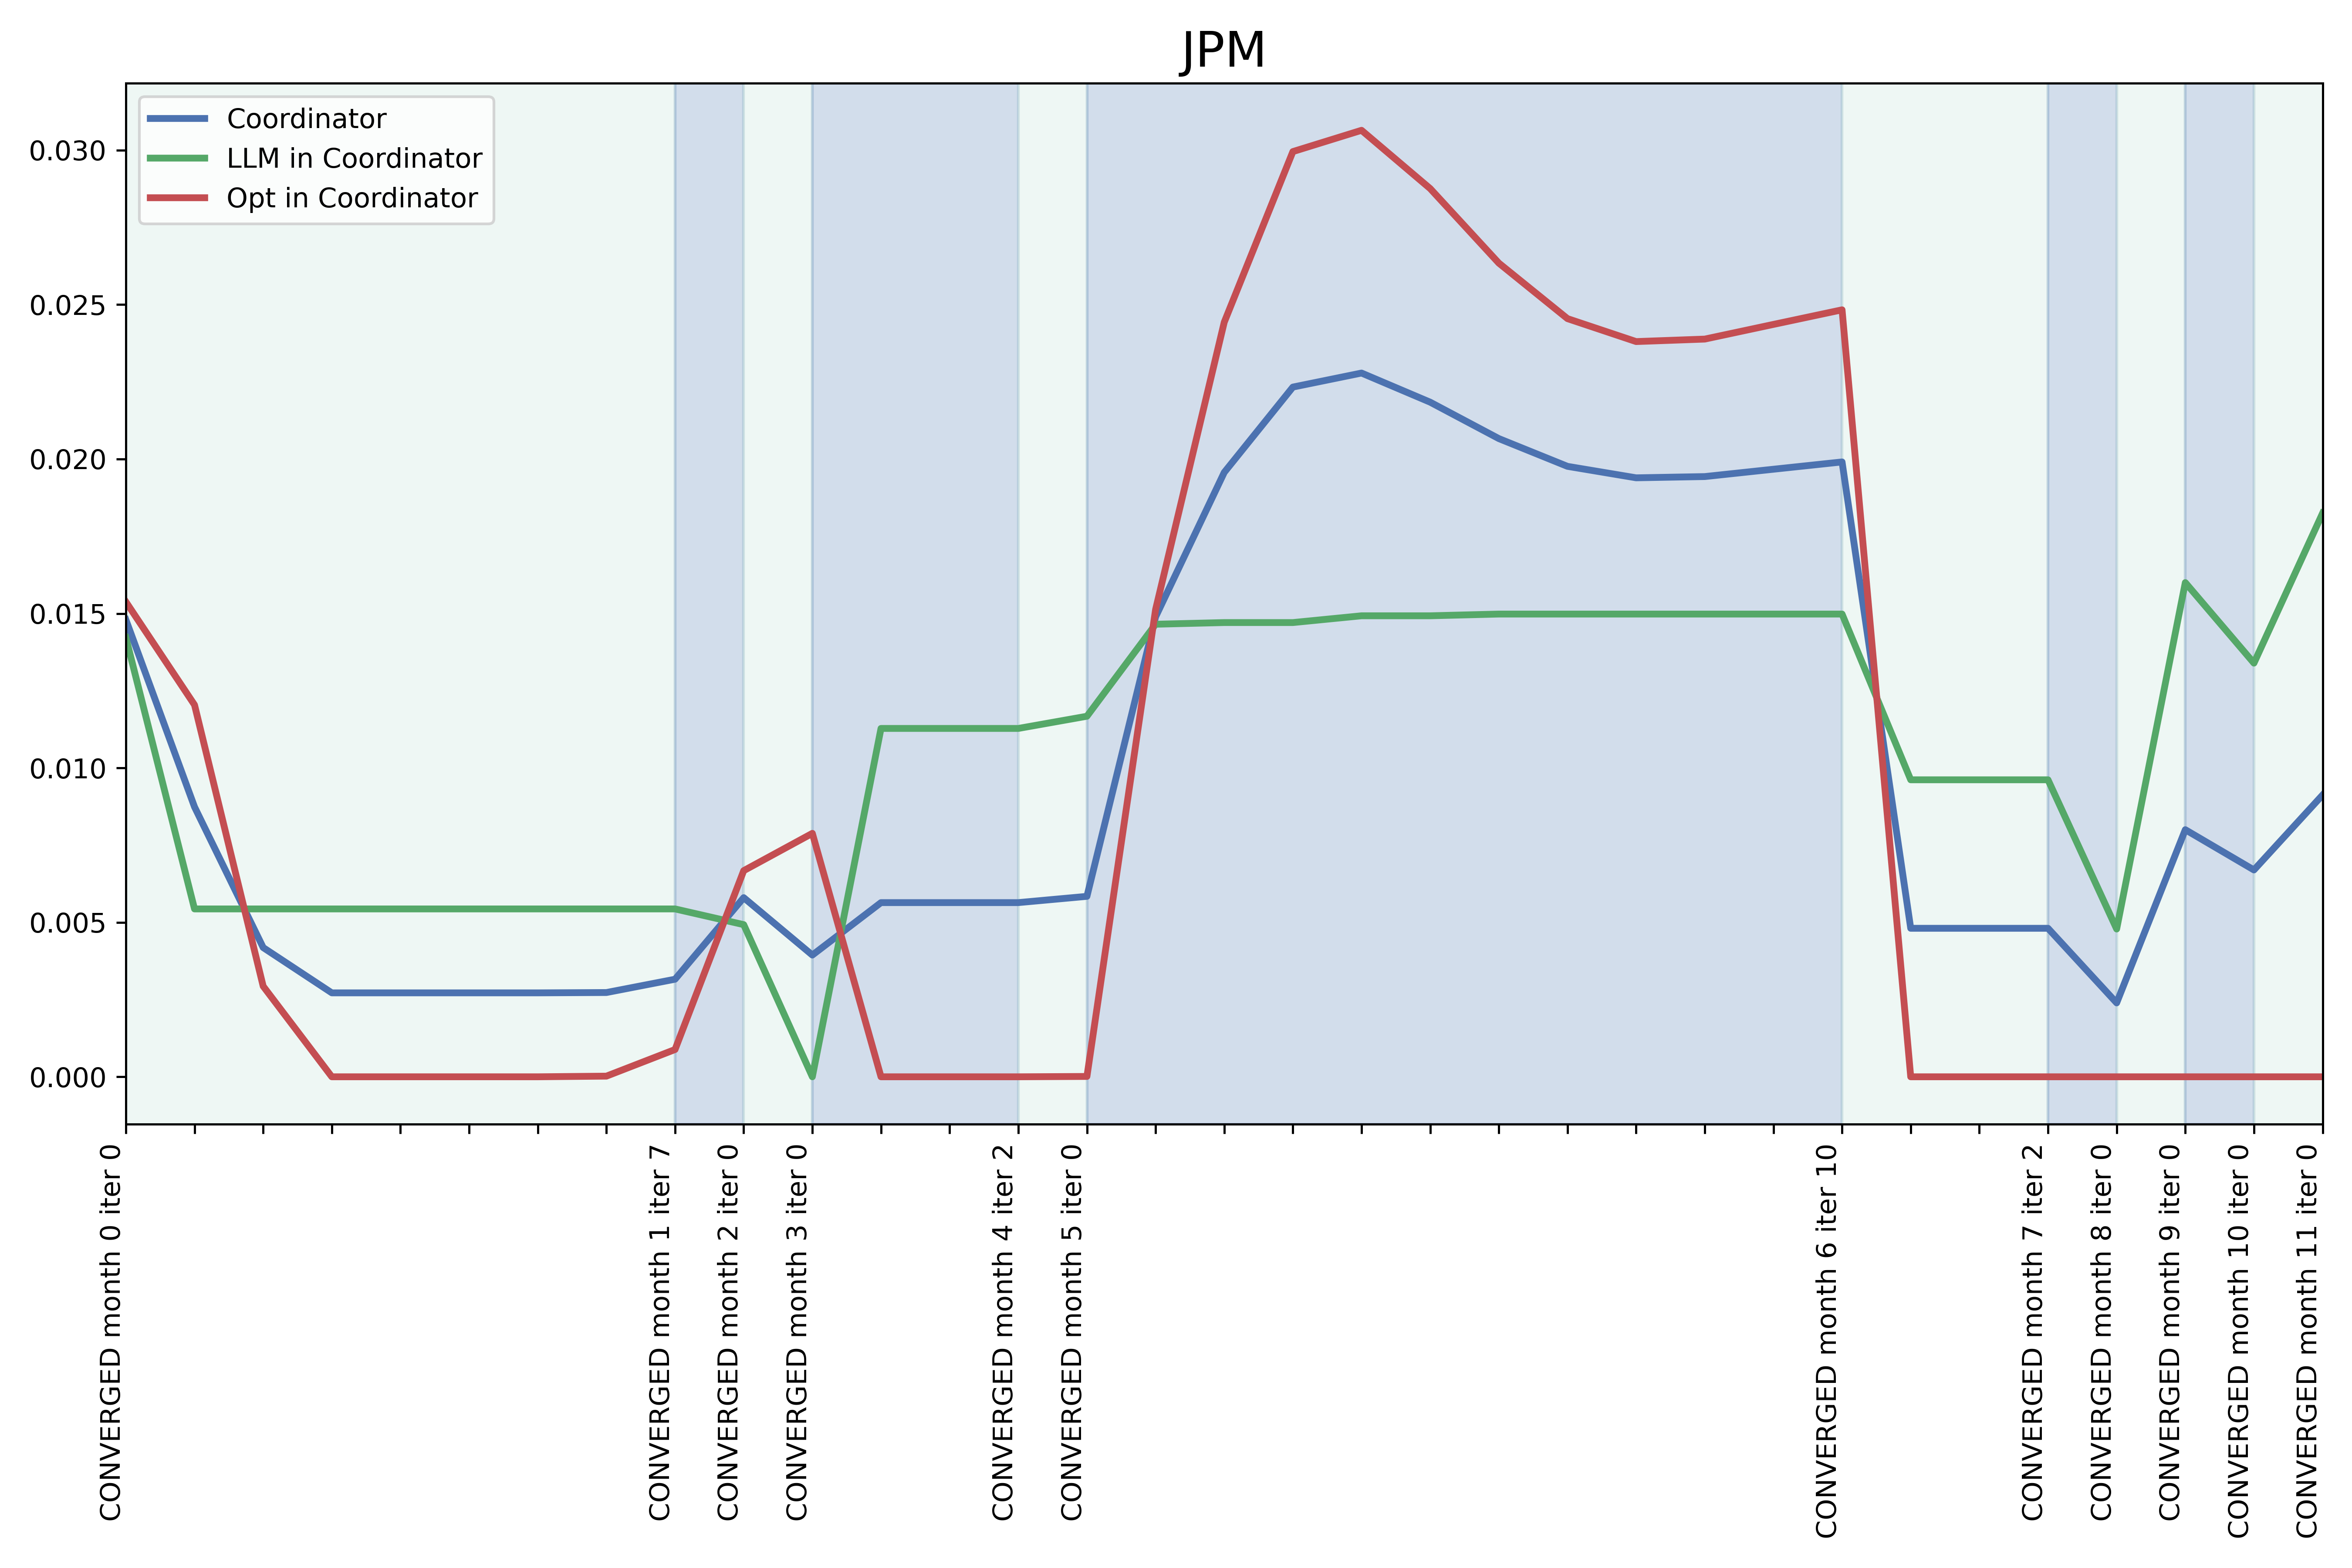 JPM
Coordinator
LLM in Coordinator
Opt in Coordinator
0.030
0.025
0.020
0.015
0.010
0.005
0.000
CONVERGED month 0 iter 0
CONVERGED month 1 iter 7
CONVERGED month 2 iter 0
CONVERGED month 3 iter 0
CONVERGED month 4 iter 2
CONVERGED month 5 iter 0
CONVERGED month 6 iter 10
CONVERGED month 7 iter 2
CONVERGED month 8 iter 0
CONVERGED month 9 iter 0
CONVERGED month 10 iter 0
CONVERGED month 11 iter 0